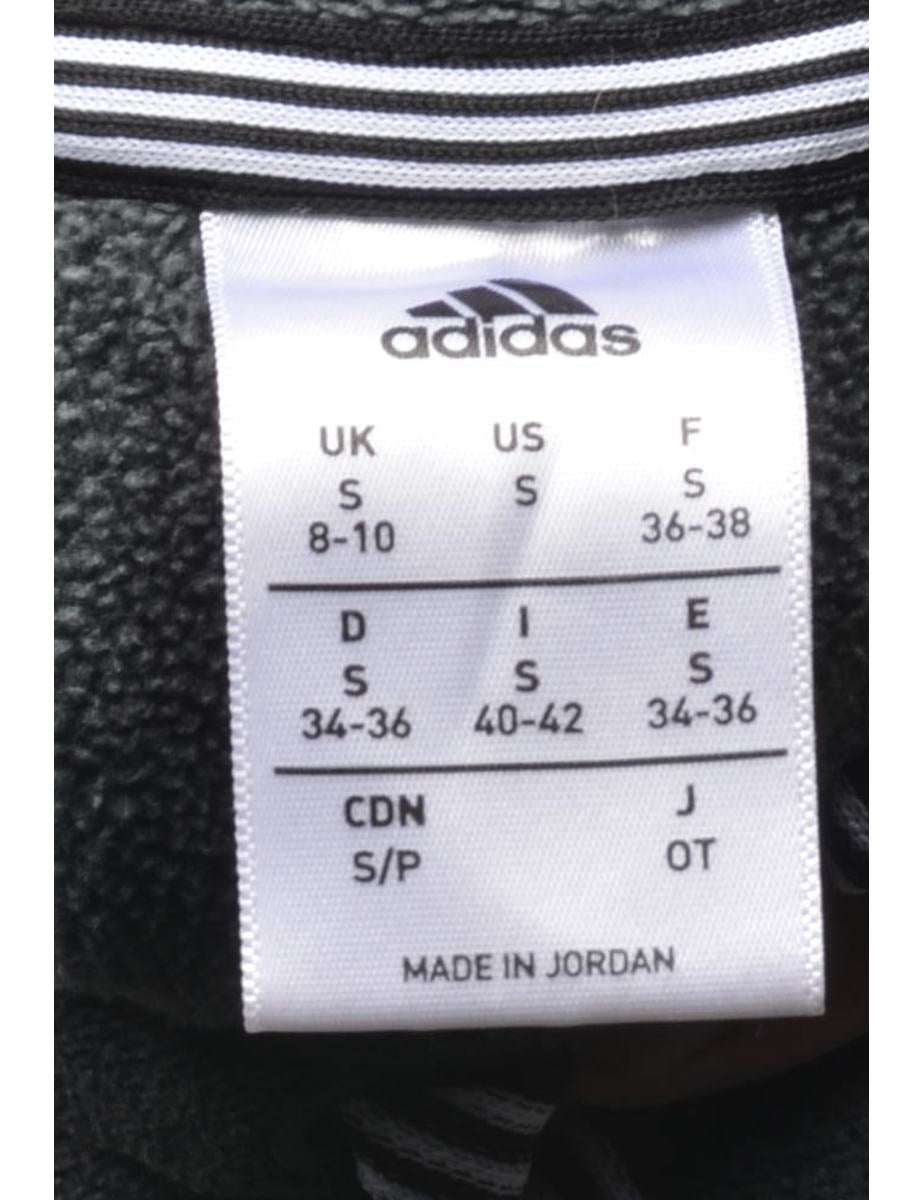 adidas
UK US F
S S S
8-10 36-38
D I E
S S S
34-36 40-42 34-36
CDN J
S/P OT
MADE IN JORDAN